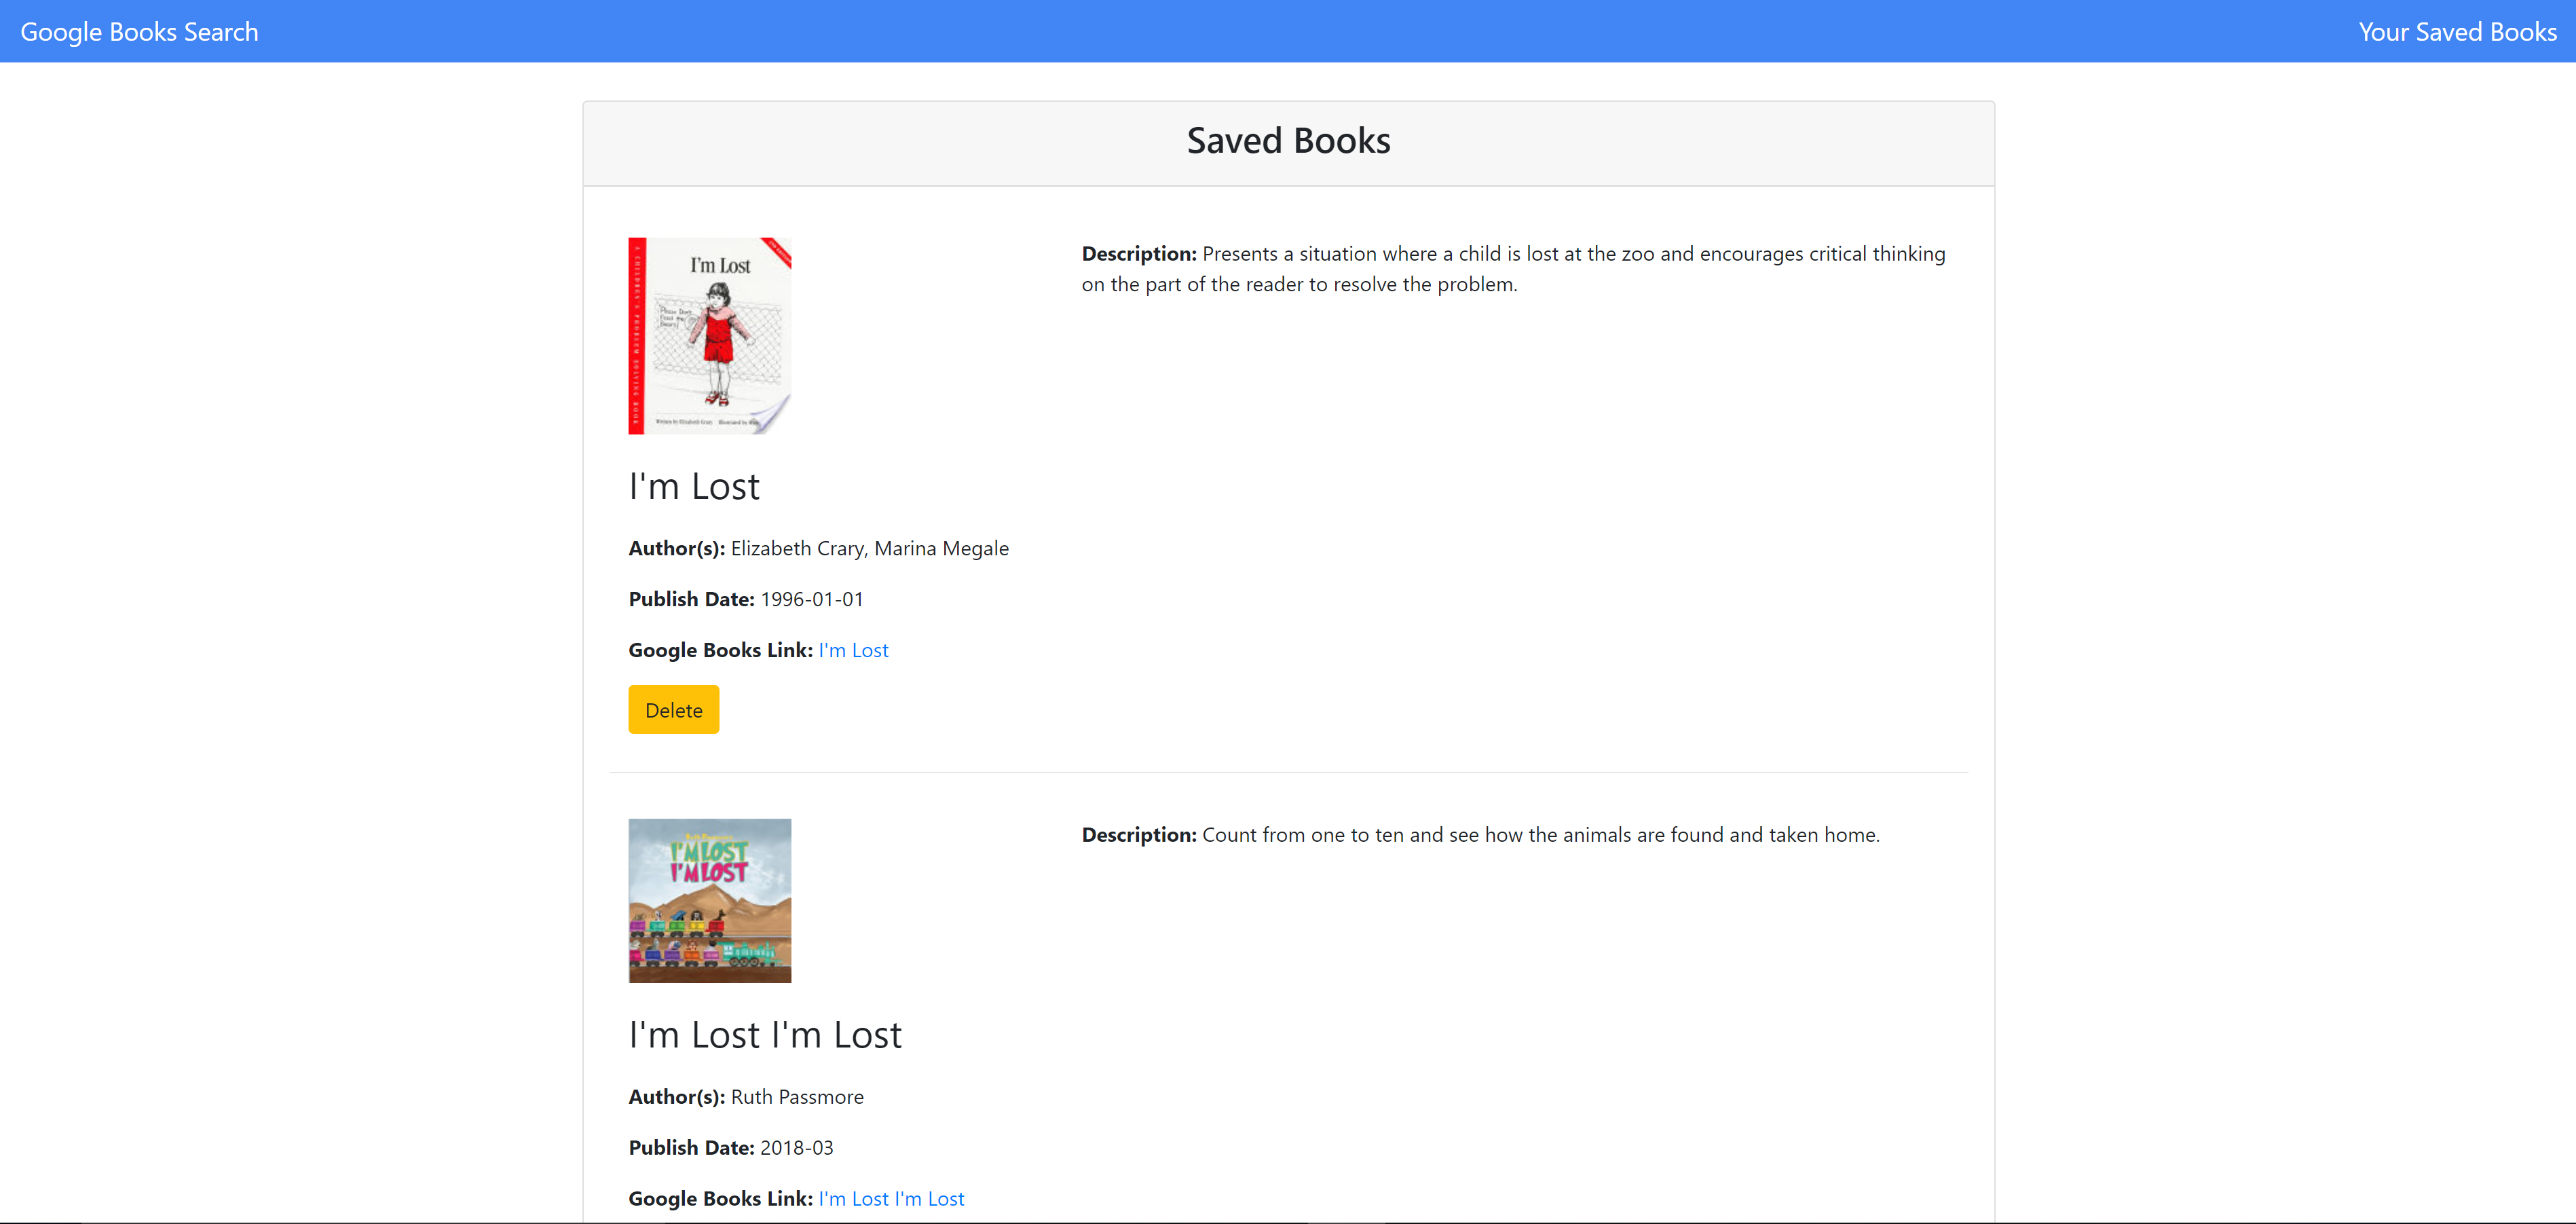 Google Books Search
Your Saved Books
Saved Books
I'm Lost
Please Don't
Feed the
Bears!
A CHILDREN'S PROBLEM SOLVING BOOK
Written by Elizabeth Crary Illustrated by
Description: Presents a situation where a child is lost at the zoo and encourages critical thinking
on the part of the reader to resolve the problem.
I'm Lost
Author(s): Elizabeth Crary, Marina Megale
Publish Date: 1996-01-01
Google Books Link: I'm Lost
Delete
I'M LOST
I'M LOST
Description: Count from one to ten and see how the animals are found and taken home.
I'm Lost I'm Lost
Author(s): Ruth Passmore
Publish Date: 2018-03
Google Books Link: I'm Lost I'm Lost